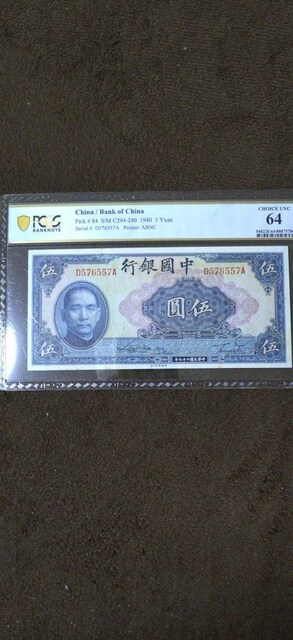 PCGS
BANKNOTE
China / Bank of China
Pick # 84 S/M C294-240 1940 5 Yuan
Serial # D576557A Printer ABNC
CHOICE UNC
64
伍
行銀國中
伍
D576557A
D576557A
圓伍
伍
伍